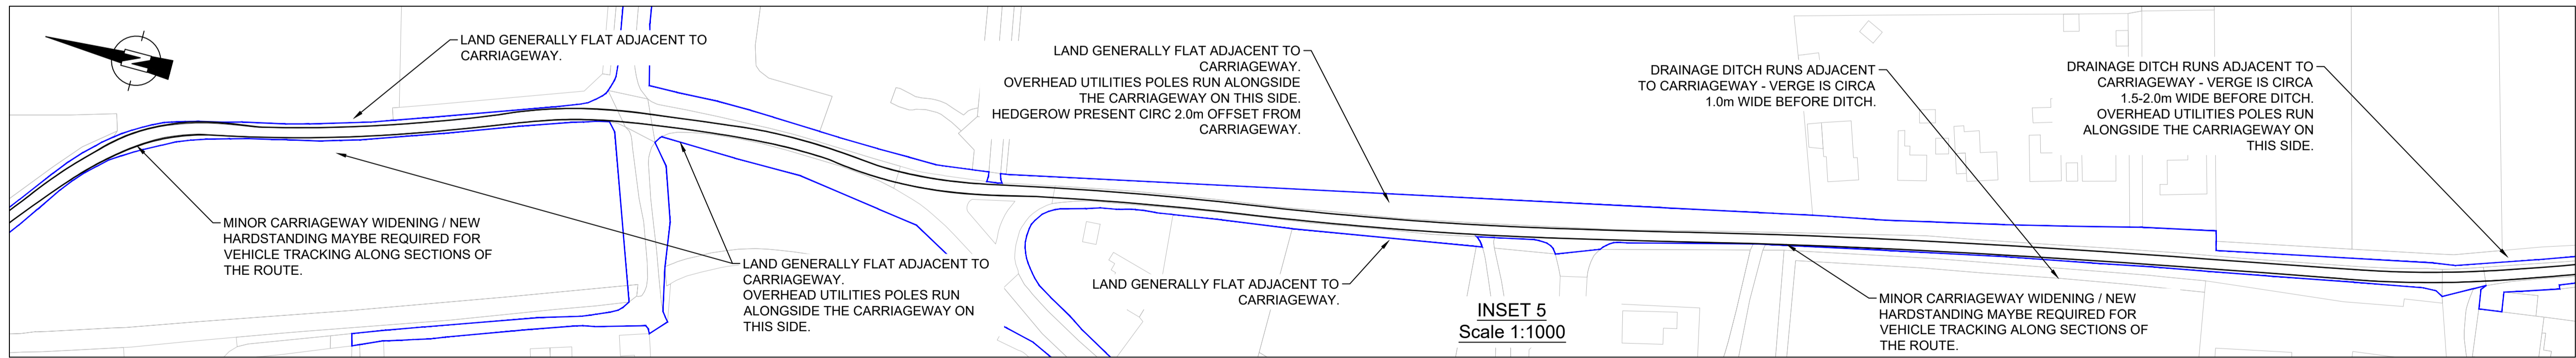 N
LAND GENERALLY FLAT ADJACENT TO
CARRIAGEWAY.
MINOR CARRIAGEWAY WIDENING / NEW
HARDSTANDING MAYBE REQUIRED FOR
VEHICLE TRACKING ALONG SECTIONS OF
THE ROUTE.
LAND GENERALLY FLAT ADJACENT TO
CARRIAGEWAY.
OVERHEAD UTILITIES POLES RUN
ALONGSIDE THE CARRIAGEWAY ON
THIS SIDE.
LAND GENERALLY FLAT ADJACENT TO
CARRIAGEWAY.
OVERHEAD UTILITIES POLES RUN ALONGSIDE
THE CARRIAGEWAY ON THIS SIDE.
HEDGEROW PRESENT CIRC 2.0m OFFSET FROM
CARRIAGEWAY.
LAND GENERALLY FLAT ADJACENT TO
CARRIAGEWAY.
INSET 5
Scale 1:1000
DRAINAGE DITCH RUNS ADJACENT
TO CARRIAGEWAY - VERGE IS CIRCA
1.0m WIDE BEFORE DITCH.
MINOR CARRIAGEWAY WIDENING / NEW
HARDSTANDING MAYBE REQUIRED FOR
VEHICLE TRACKING ALONG SECTIONS OF
THE ROUTE.
DRAINAGE DITCH RUNS ADJACENT TO
CARRIAGEWAY - VERGE IS CIRCA
1.5-2.0m WIDE BEFORE DITCH.
OVERHEAD UTILITIES POLES RUN
ALONGSIDE THE CARRIAGEWAY ON
THIS SIDE.